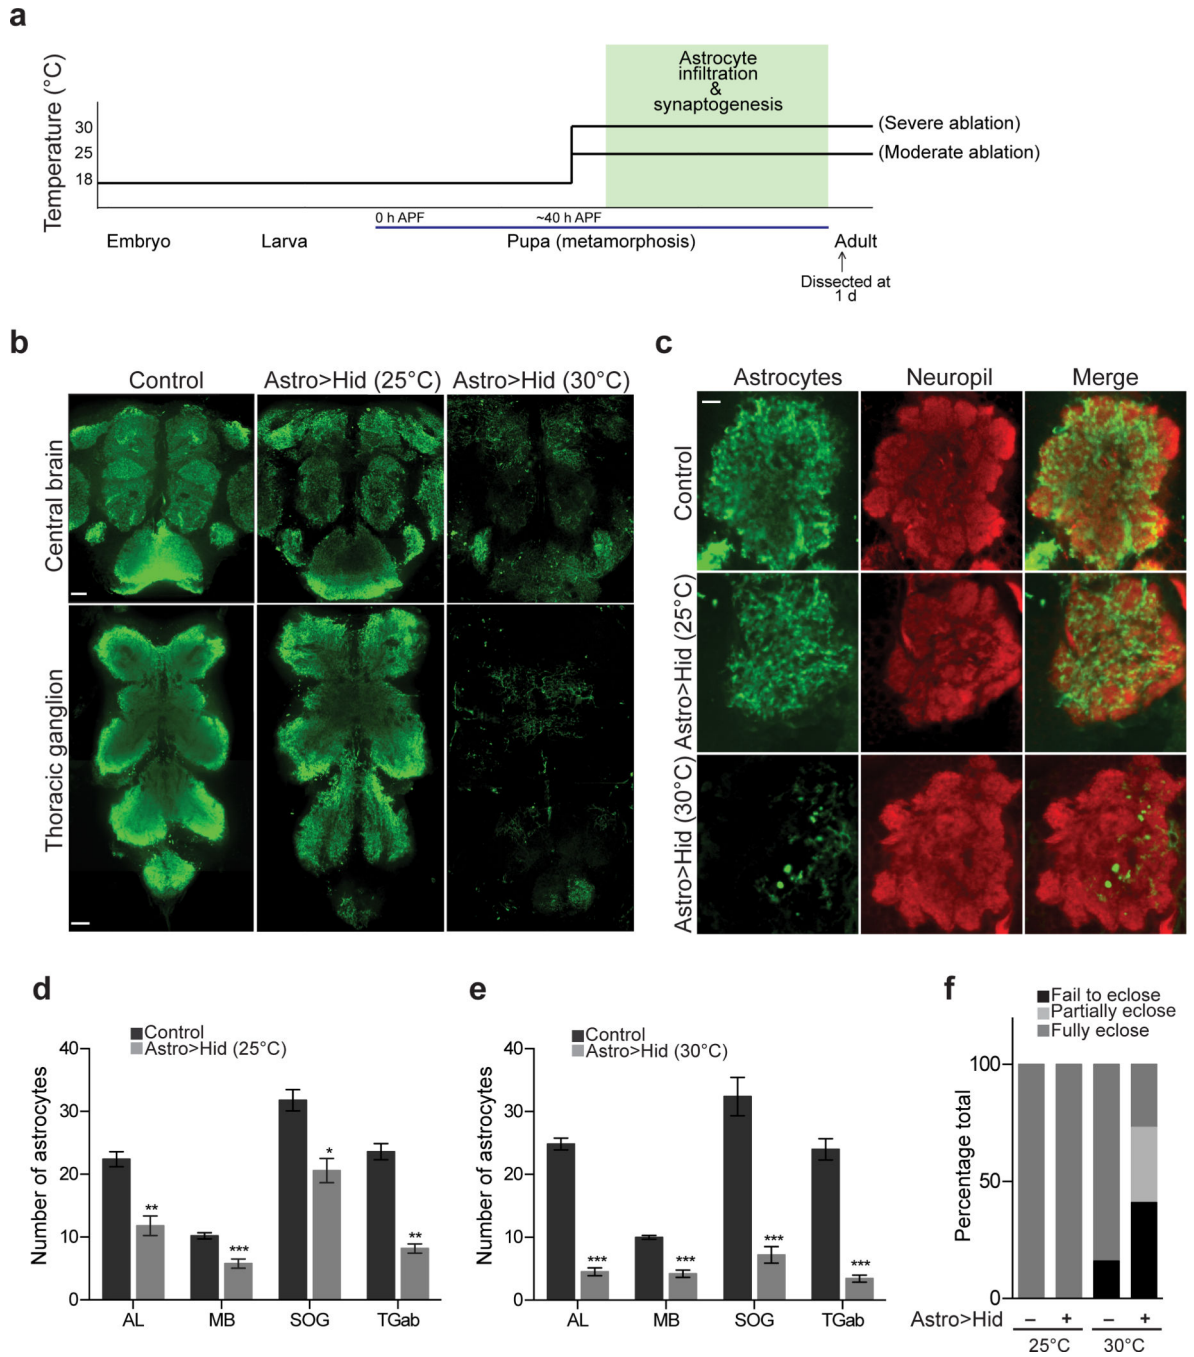 a
Temperature (°C)
30
25
18
Astrocyte
infiltration
&
synaptogenesis
(Severe ablation)
(Moderate ablation)
0 h APF
~40 h APF
Embryo
Larva
Pupa (metamorphosis)
Adult
Dissected at
1 d
b
Control
Astro>Hid (25°C)
Astro>Hid (30°C)
Central brain
Thoracic ganglion
c
Astrocytes
Neuropil
Merge
Control
Astro>Hid (25°C)
Astro>Hid (30°C)
d
Control
Astro>Hid (25°C)
Number of astrocytes
40
30
20
10
0
**
***
*
**
AL
MB
SOG
TGab
e
Control
Astro>Hid (30°C)
Number of astrocytes
40
30
20
10
0
***
***
***
***
AL
MB
SOG
TGab
f
Fail to eclose
Partially eclose
Fully eclose
Percentage total
100
50
0
Astro>Hid
– + – +
25°C 30°C